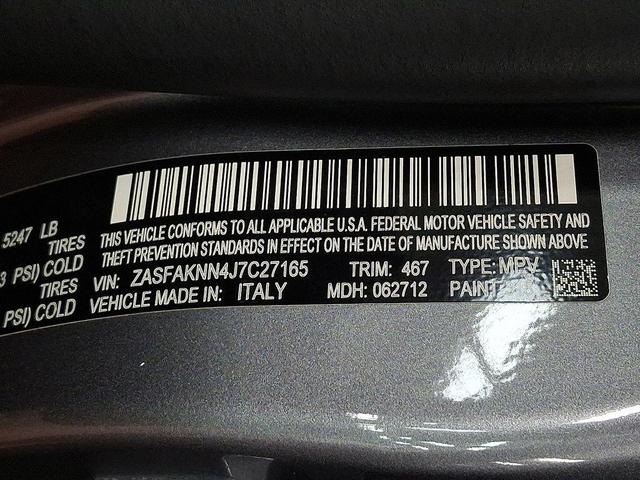 5247 LB
TIRES
3 PSI) COLD
TIRES
PSI) COLD
THIS VEHICLE CONFORMS TO ALL APPLICABLE U.S.A. FEDERAL MOTOR VEHICLE SAFETY AND
THEFT PREVENTION STANDARDS IN EFFECT ON THE DATE OF MANUFACTURE SHOWN ABOVE
VIN: ZASFAKNN4J7C27165 TRIM: 467 TYPE: MPV
VEHICLE MADE IN: ITALY MDH: 062712 PAINT: